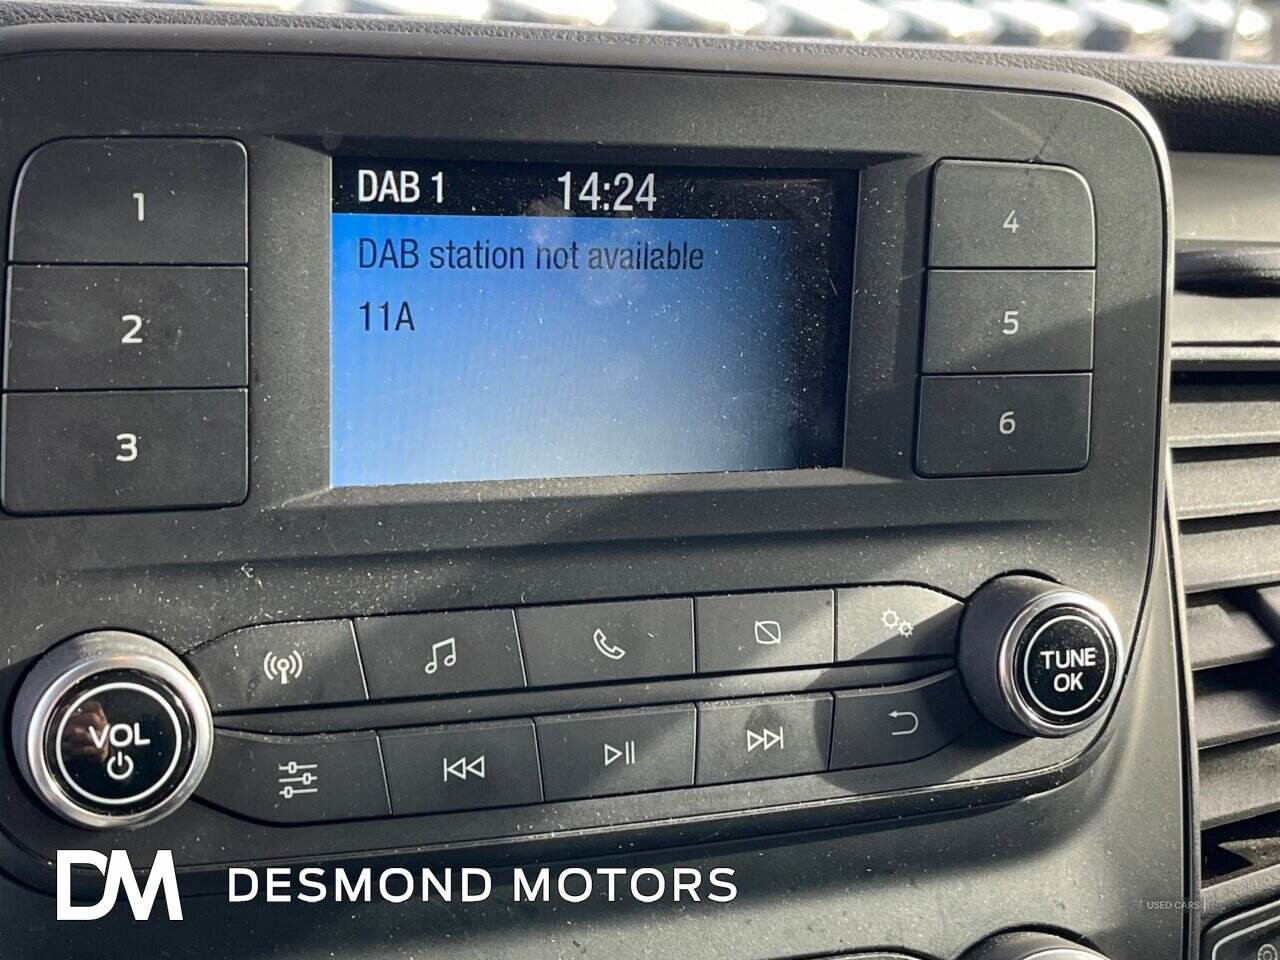 DAB 1 14:24
DAB station not available
11A
1
2
3
4
5
6
VOL
TUNE
OK
DM DESMOND MOTORS
USED CARS